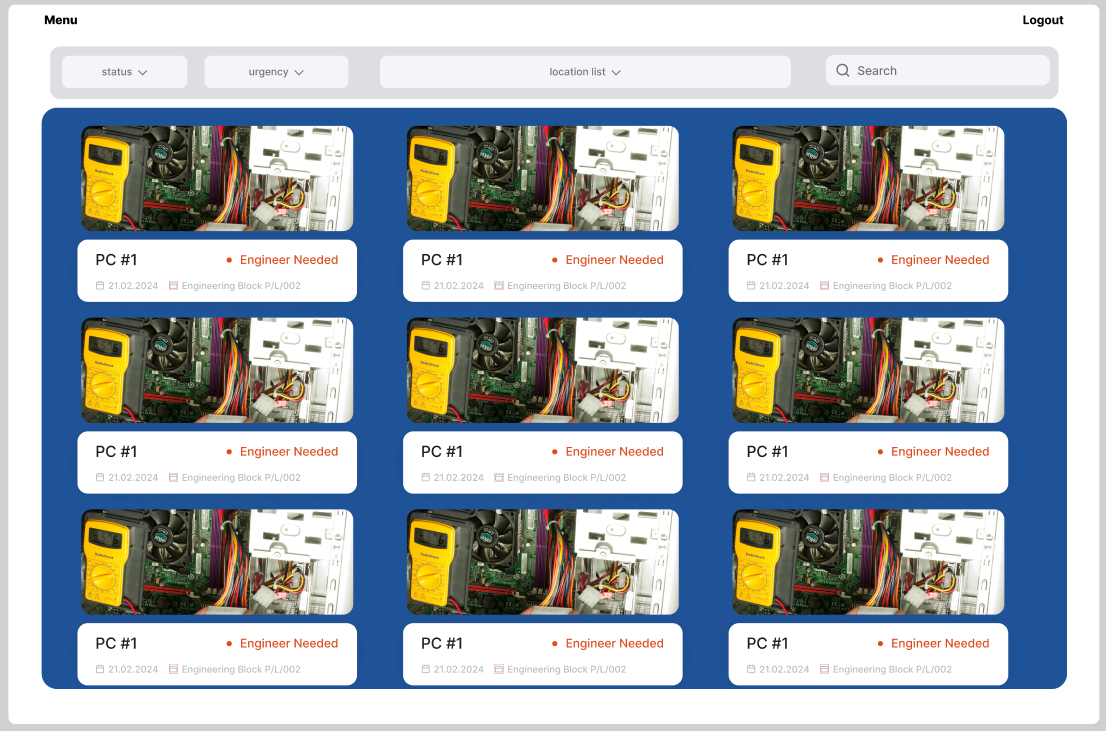 Menu
Logout
status
urgency
location list
Search
PC #1
Engineer Needed
21.02.2024
Engineering Block P/L/002
PC #1
Engineer Needed
21.02.2024
Engineering Block P/L/002
PC #1
Engineer Needed
21.02.2024
Engineering Block P/L/002
PC #1
Engineer Needed
21.02.2024
Engineering Block P/L/002
PC #1
Engineer Needed
21.02.2024
Engineering Block P/L/002
PC #1
Engineer Needed
21.02.2024
Engineering Block P/L/002
PC #1
Engineer Needed
21.02.2024
Engineering Block P/L/002
PC #1
Engineer Needed
21.02.2024
Engineering Block P/L/002
PC #1
Engineer Needed
21.02.2024
Engineering Block P/L/002